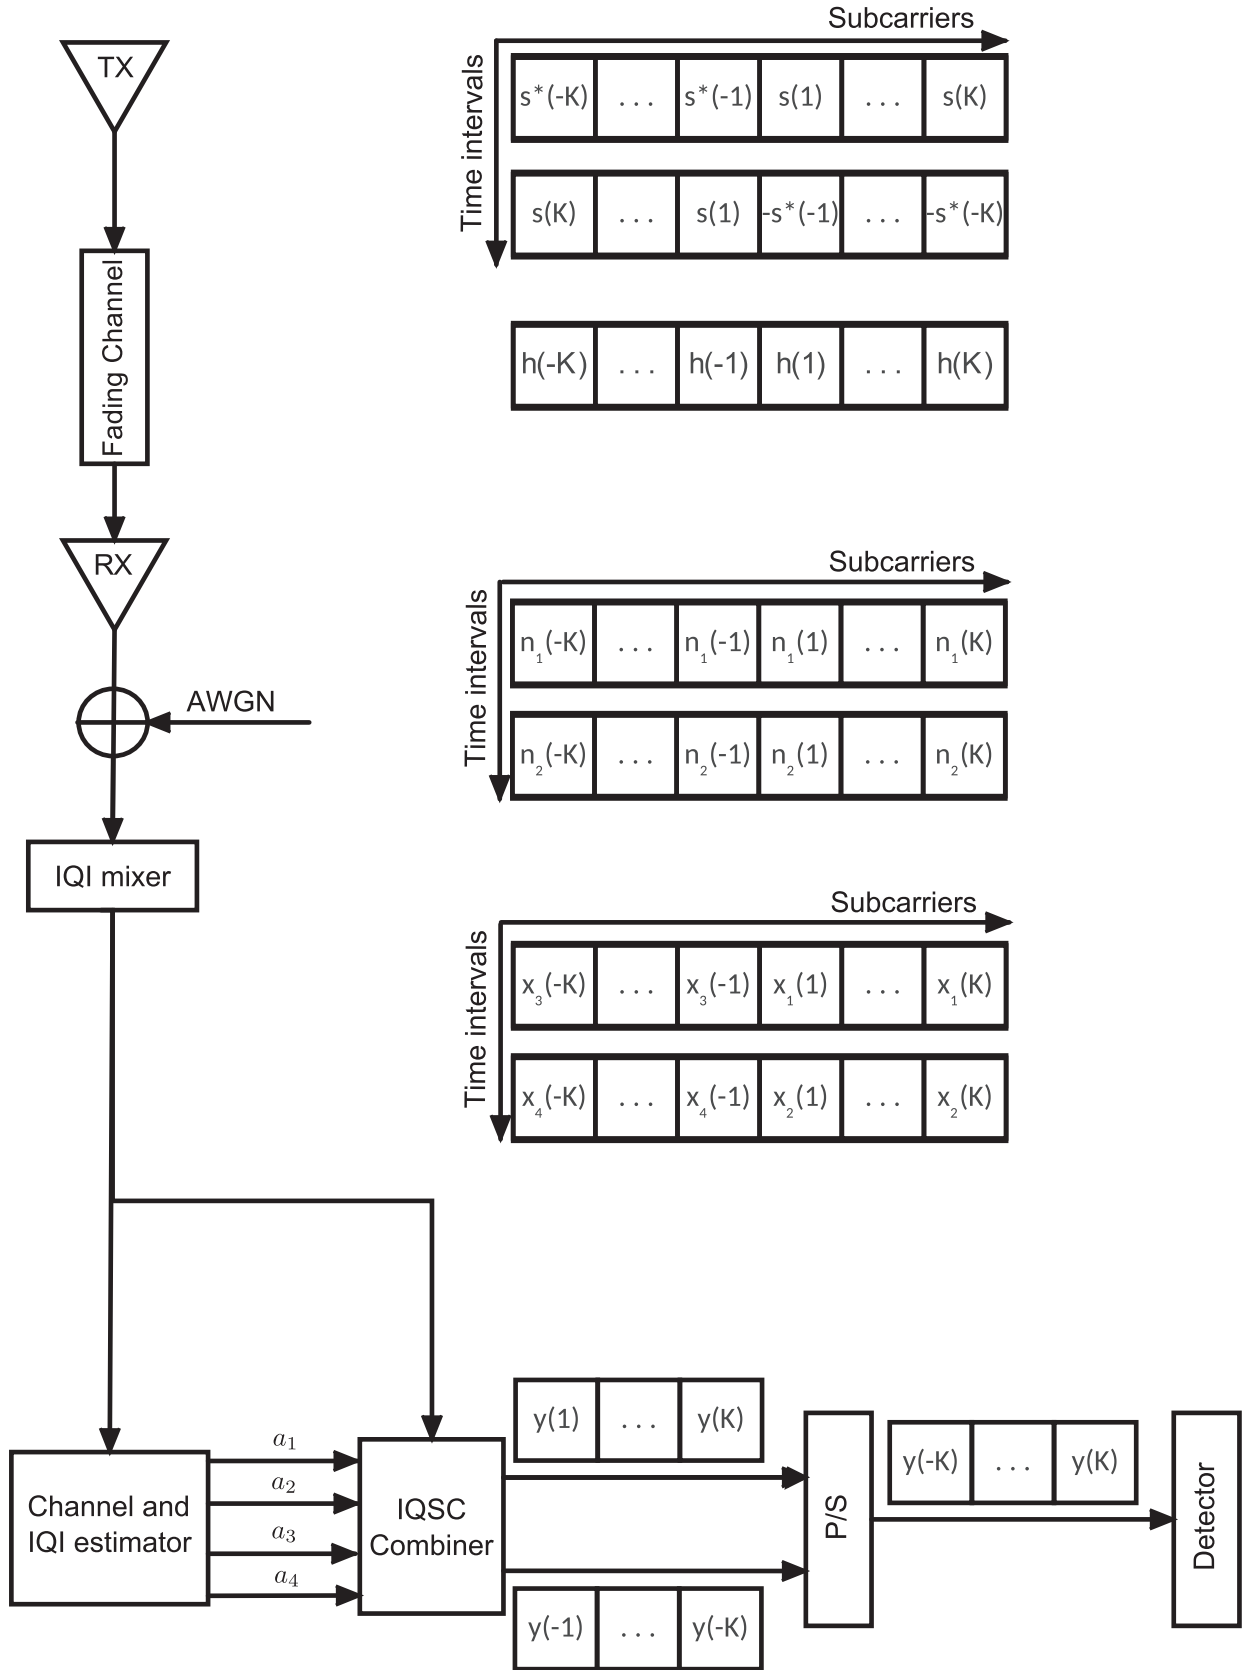 Subcarriers
TX
Time intervals
s*(-K) . . . s*(-1) s(1) . . . s(K)
s(K) . . . s(1) -s*(-1) . . . -s*(-K)
Fading Channel
h(-K) . . . h(-1) h(1) . . . h(K)
RX
Subcarriers
Time intervals
n₁(-K) . . . n₁(-1) n₁(1) . . . n₁(K)
AWGN
n₂(-K) . . . n₂(-1) n₂(1) . . . n₂(K)
IQI mixer
Subcarriers
Time intervals
x₃(-K) . . . x₃(-1) x₁(1) . . . x₁(K)
x₄(-K) . . . x₄(-1) x₂(1) . . . x₂(K)
Channel and
IQI estimator
a₁
a₂
a₃
a₄
IQSC
Combiner
y(1) . . . y(K)
y(-1) . . . y(-K)
P/S
y(-K) . . . y(K)
Detector